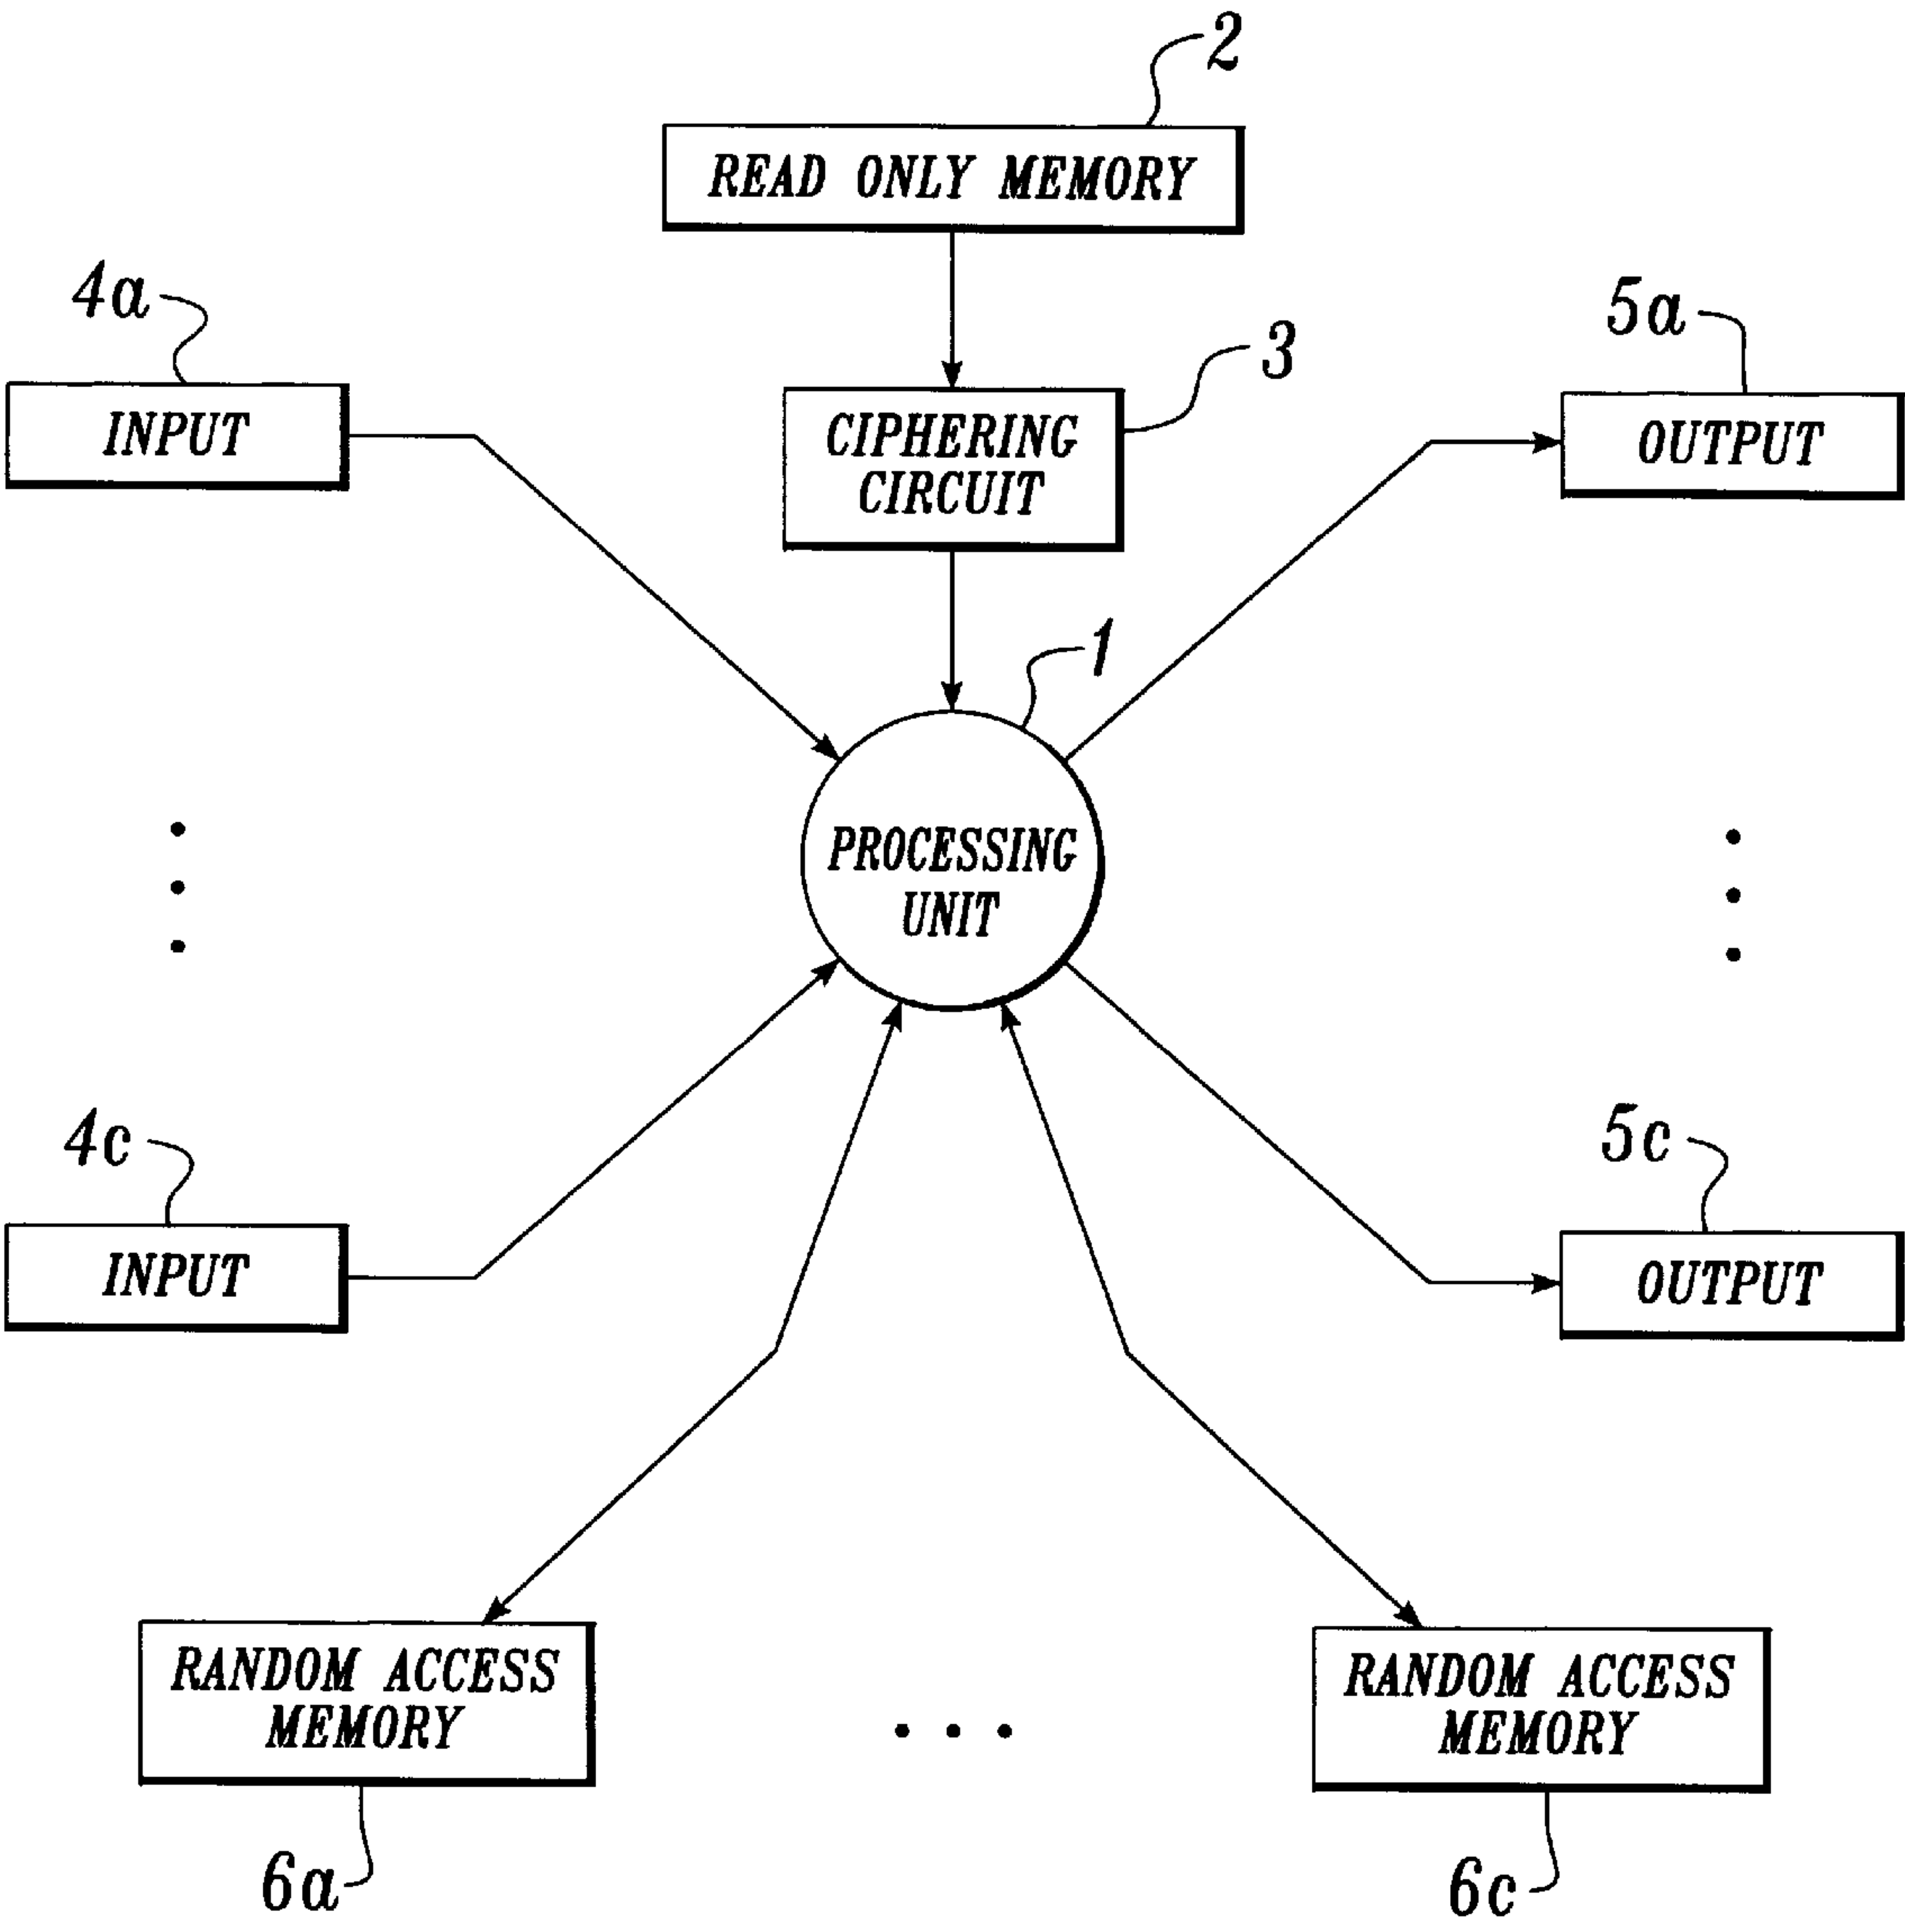 2
READ ONLY MEMORY
4a
5a
3
INPUT
CIPHERING
CIRCUIT
OUTPUT
1
PROCESSING
UNIT
4c
5c
INPUT
OUTPUT
RANDOM ACCESS
MEMORY
RANDOM ACCESS
MEMORY
6a
6c